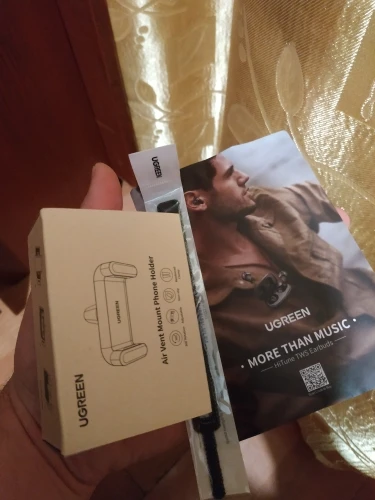 UGREEN
UGREEN
Air Vent Mount Phone Holder
UGREEN
UGREEN
• MORE THAN MUSIC •
HiTune TWS Earbuds